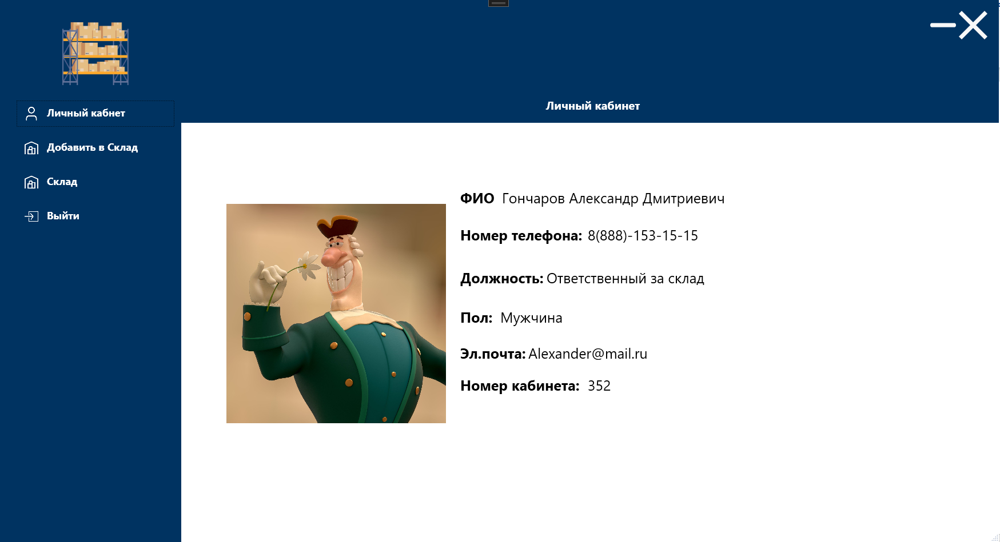 Личный кабнет
Добавить в Склад
Склад
Выйти
Личный кабинет
ФИО Гончаров Александр Дмитриевич
Номер телефона: 8(888)-153-15-15
Должность: Ответственный за склад
Пол: Мужчина
Эл.почта: Alexander@mail.ru
Номер кабинета: 352